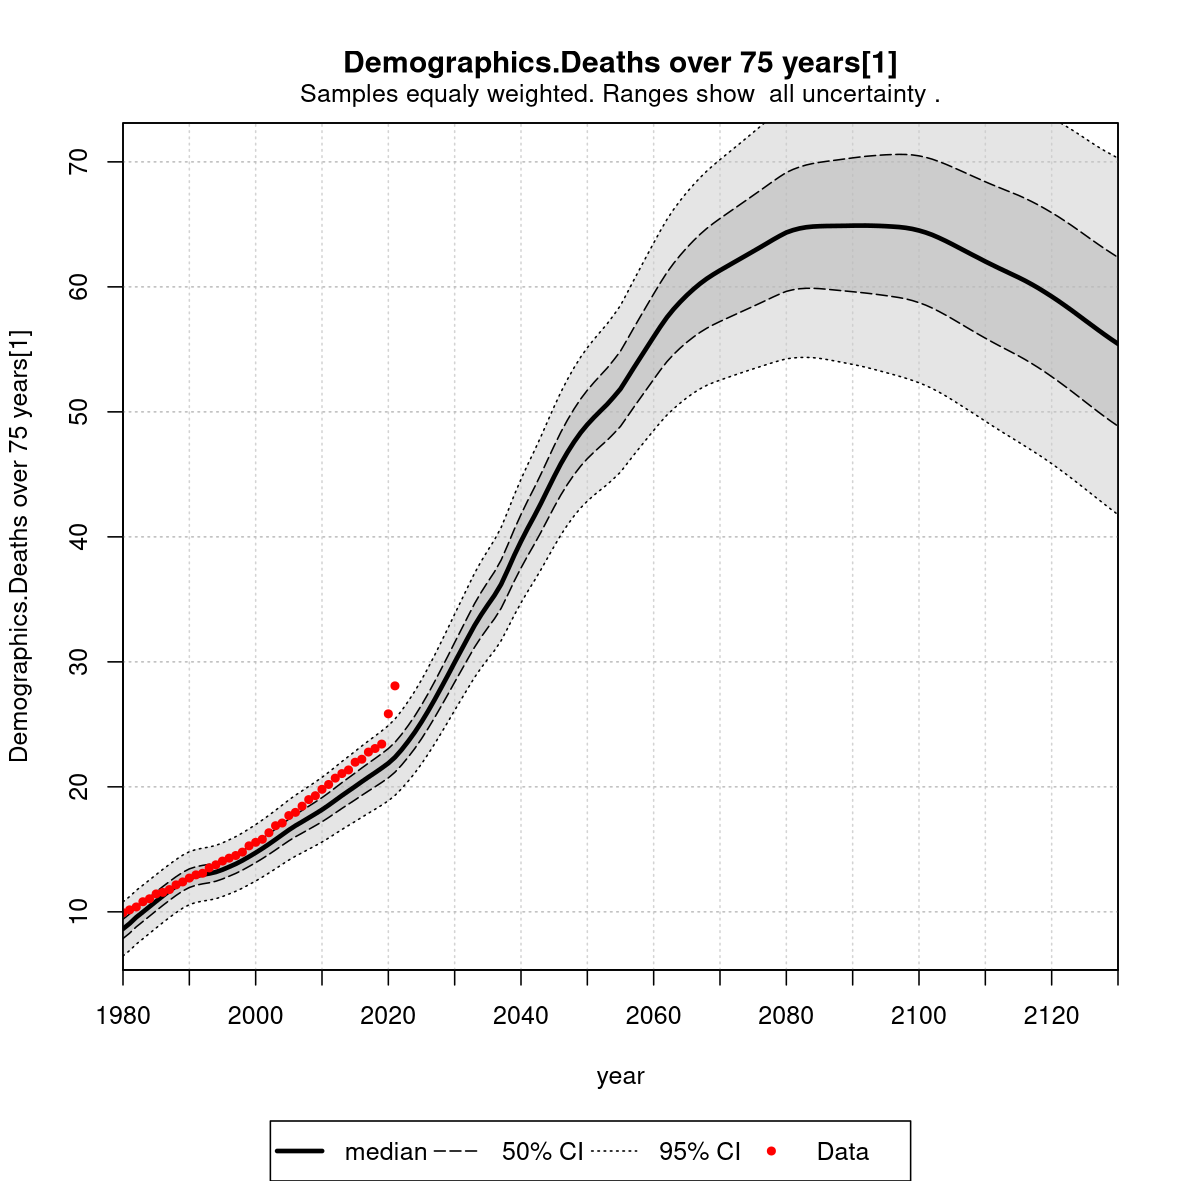 Demographics.Deaths over 75 years[1]
Samples equaly weighted. Ranges show  all uncertainty .
Demographics.Deaths over 75 years[1]
70
60
50
40
30
20
10
1980 2000 2020 2040 2060 2080 2100 2120
year
median 50% CI 95% CI Data